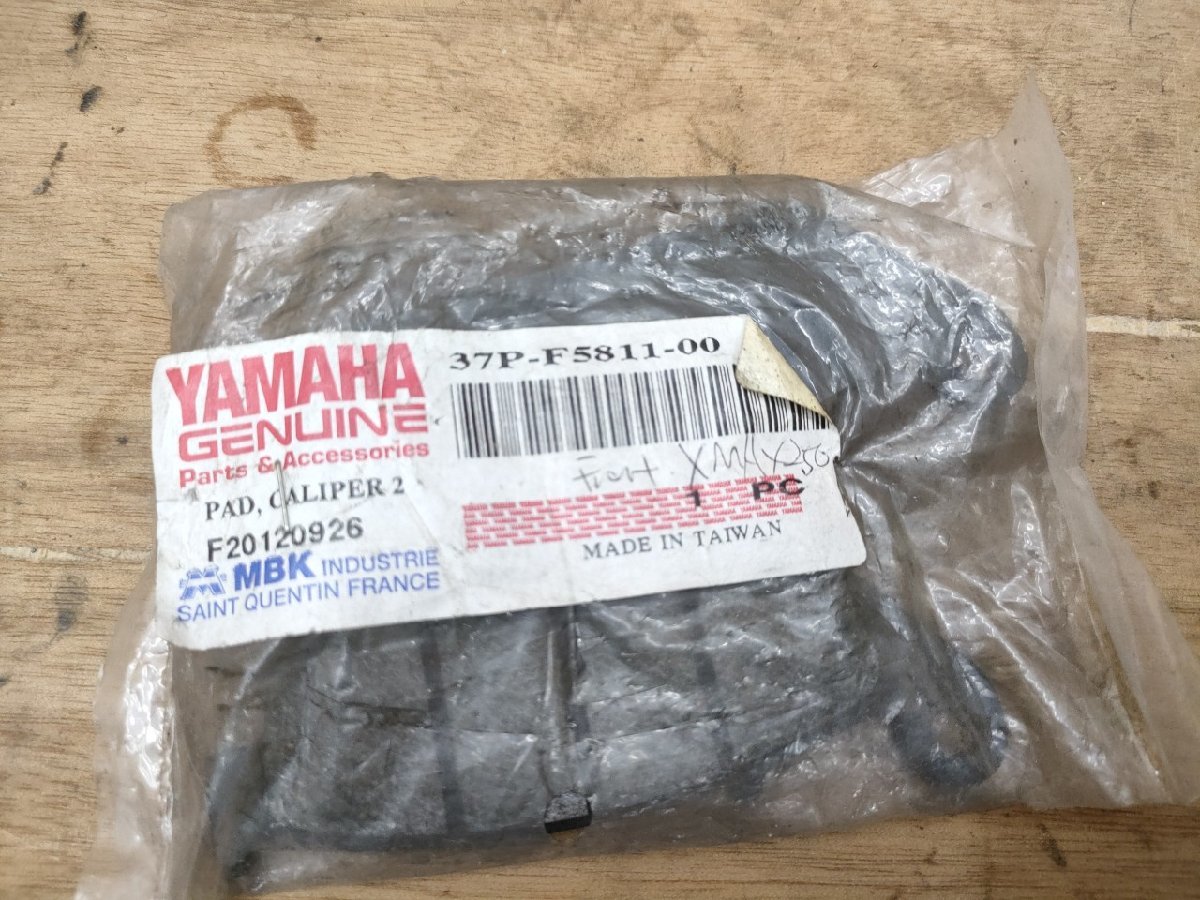 YAMAHA
GENUINE
Parts & Accessories
37P-F5811-00
Front XMAX250
PAD, CALIPER 2
1 PC
F20120926
MADE IN TAIWAN
MBK INDUSTRIE
SAINT QUENTIN FRANCE